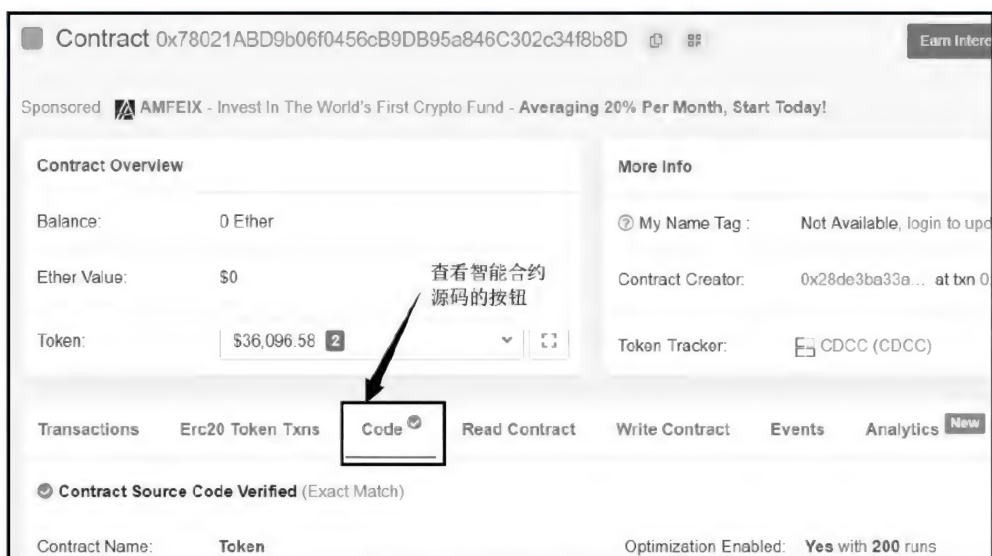 Contract 0x78021ABD9b06f0456cB9DB95a846C302c34f8b8D
Earn Intere
Sponsored AMFEIX - Invest In The World's First Crypto Fund - Averaging 20% Per Month, Start Today!
Contract Overview
Balance: 0 Ether
Ether Value: $0
Token: $36,096.58 2
More Info
My Name Tag : Not Available, login to upd
Contract Creator: 0x28de3ba33a... at txn 0
Token Tracker: CDCC (CDCC)
查看智能合约
源码的按钮
Transactions Erc20 Token Txns Code Read Contract Write Contract Events Analytics New
Contract Source Code Verified (Exact Match)
Contract Name: Token
Optimization Enabled: Yes with 200 runs